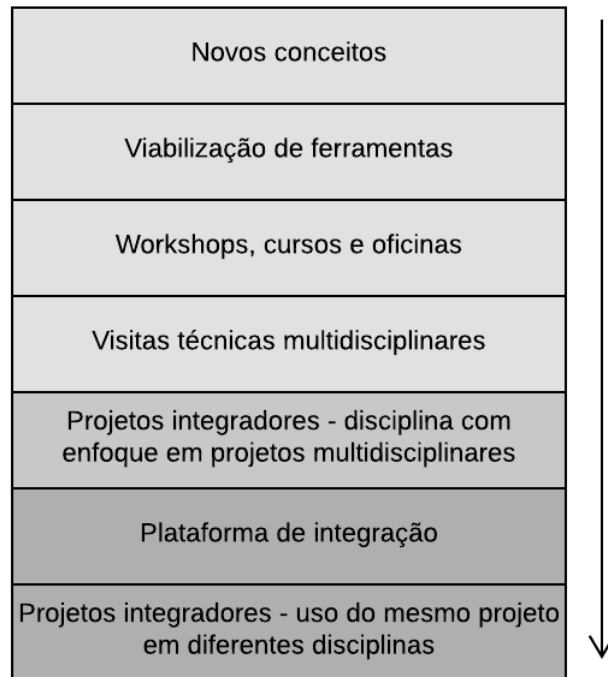 Novos conceitos
Viabilização de ferramentas
Workshops, cursos e oficinas
Visitas técnicas multidisciplinares
Projetos integradores - disciplina com
enfoque em projetos multidisciplinares
Plataforma de integração
Projetos integradores - uso do mesmo projeto
em diferentes disciplinas